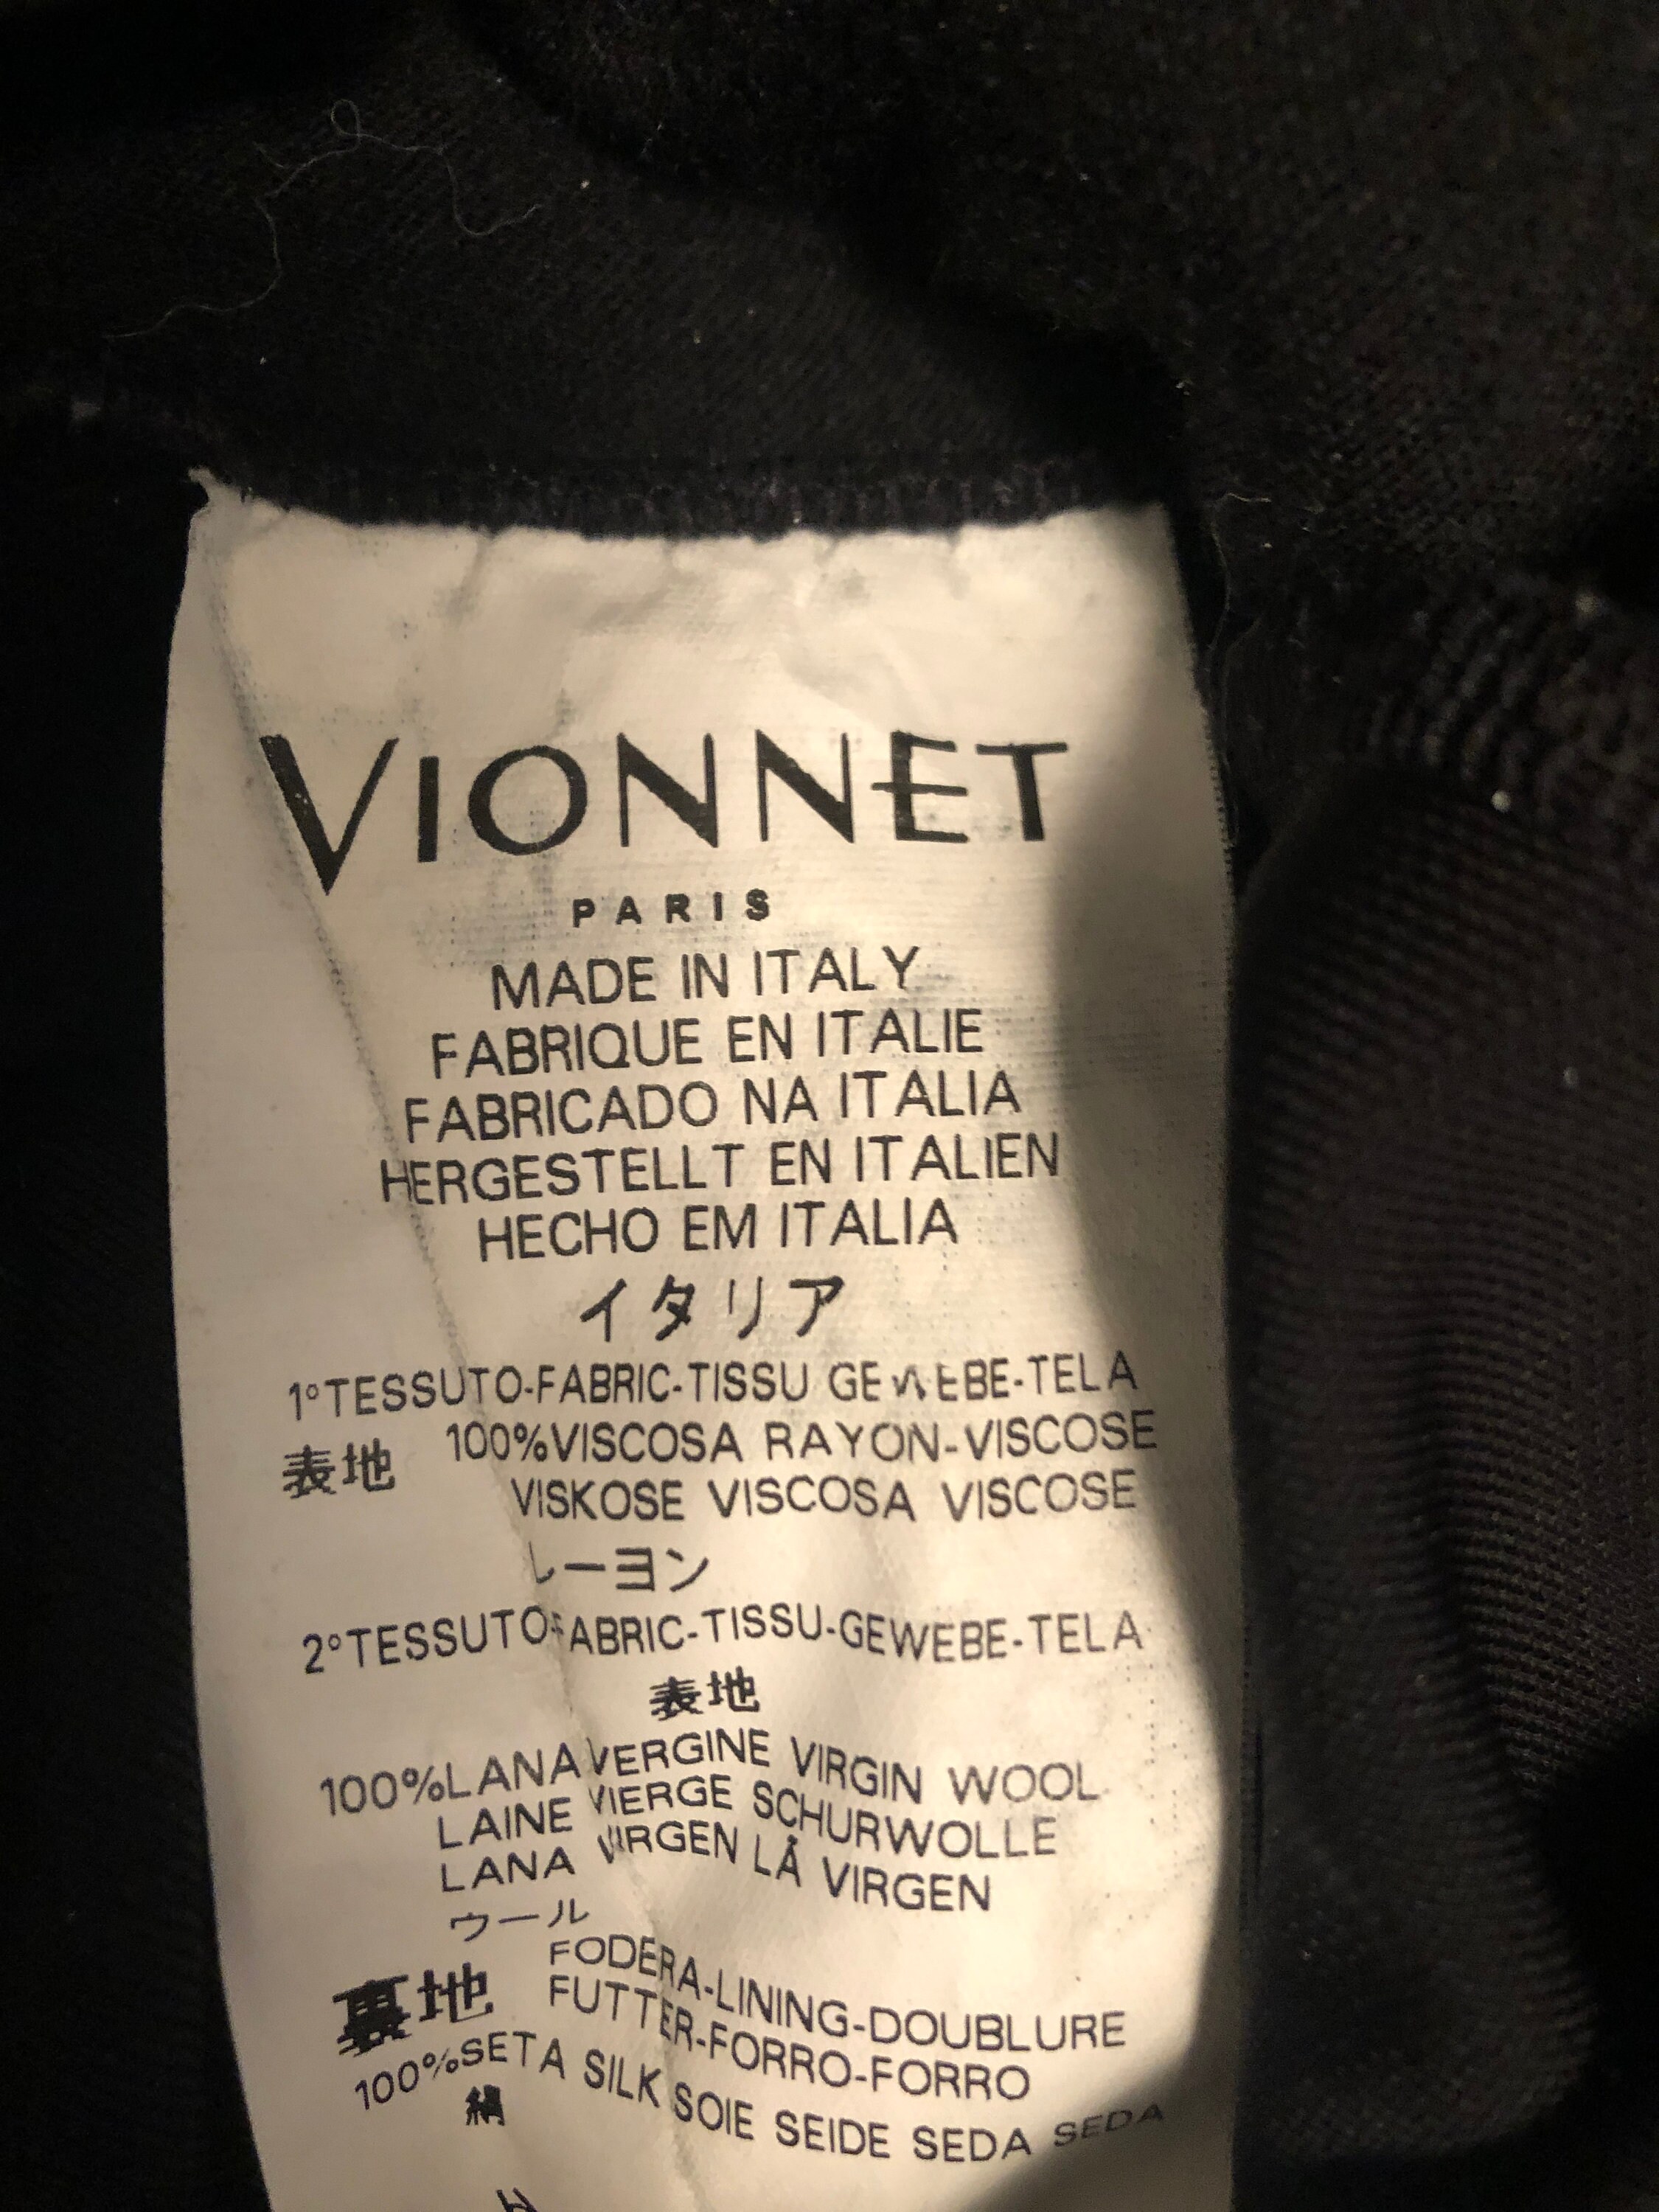 VIONNET
PARIS
MADE IN ITALY
FABRIQUE EN ITALIE
FABRICADO NA ITALIA
HERGESTELLT EN ITALIEN
HECHO EM ITALIA
イタリア
1°TESSUTO-FABRIC-TISSU GEWEBE-TELA
表地 100%VISCOSA RAYON-VISCOSE
VISKOSE VISCOSA VISCOSE
レーヨン
2°TESSUTO-FABRIC-TISSU-GEWEBE-TELA
表地
100%LANA VERGINE VIRGIN WOOL
LAINE VIERGE SCHURWOLLE
LANA VIRGEN LÃ VIRGEN
ウール
裏地 FODERA-LINING-DOUBLURE
FUTTER-FORRO-FORRO
100%SETA SILK SOIE SEIDE SEDA SEDA
絹